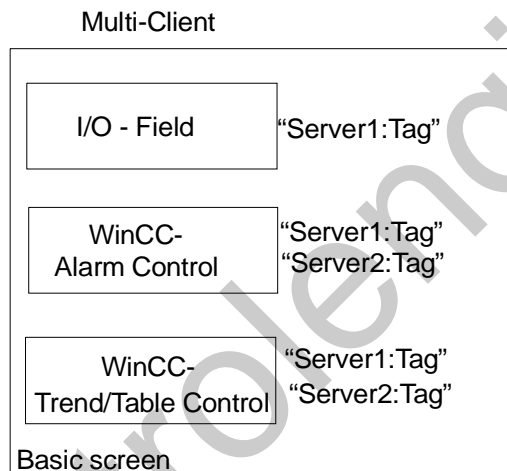 Multi-Client
I/O - Field
“Server1:Tag”
WinCC-
Alarm Control
“Server1:Tag”
“Server2:Tag”
WinCC-
Trend/Table Control
“Server1:Tag”
“Server2:Tag”
Basic screen